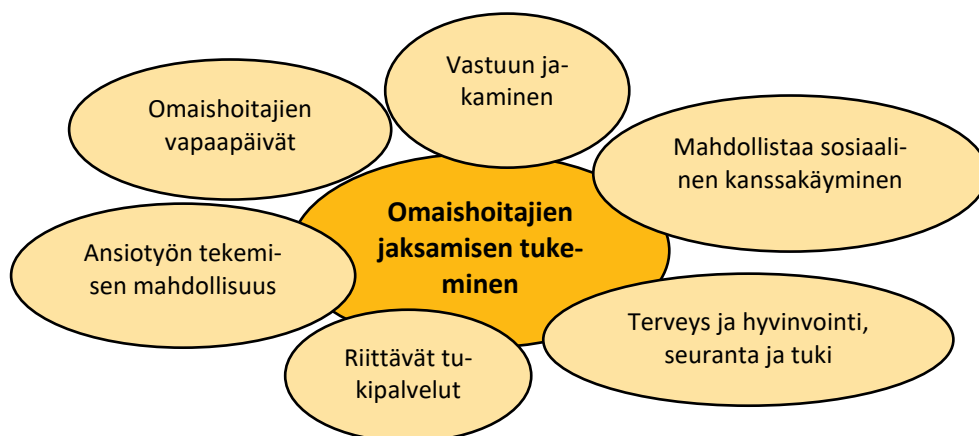 Vastuun ja-
kaminen
Omaishoitajien
vapaapäivät
Mahdollistaa sosiaali-
nen kanssakäyminen
Omaishoitajien
jaksamisen tuke-
minen
Ansiotyön tekemi-
sen mahdollisuus
Terveys ja hyvinvointi,
seuranta ja tuki
Riittävät tu-
kipalvelut